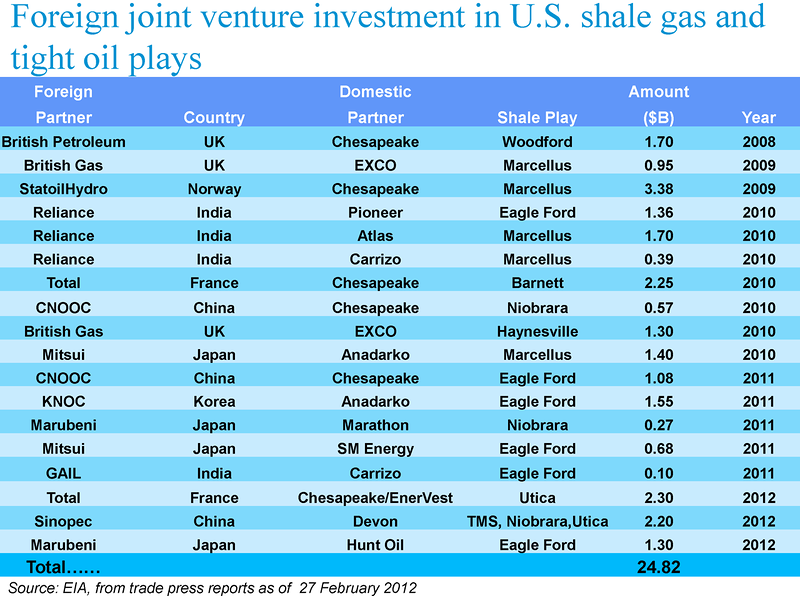 Foreign joint venture investment in U.S. shale gas and
tight oil plays
Foreign Domestic Amount
Partner Country Partner Shale Play ($B) Year
British Petroleum UK Chesapeake Woodford 1.70 2008
British Gas UK EXCO Marcellus 0.95 2009
StatoilHydro Norway Chesapeake Marcellus 3.38 2009
Reliance India Pioneer Eagle Ford 1.36 2010
Reliance India Atlas Marcellus 1.70 2010
Reliance India Carrizo Marcellus 0.39 2010
Total France Chesapeake Barnett 2.25 2010
CNOOC China Chesapeake Niobrara 0.57 2010
British Gas UK EXCO Haynesville 1.30 2010
Mitsui Japan Anadarko Marcellus 1.40 2010
CNOOC China Chesapeake Eagle Ford 1.08 2011
KNOC Korea Anadarko Eagle Ford 1.55 2011
Marubeni Japan Marathon Niobrara 0.27 2011
Mitsui Japan SM Energy Eagle Ford 0.68 2011
GAIL India Carrizo Eagle Ford 0.10 2011
Total France Chesapeake/EnerVest Utica 2.30 2012
Sinopec China Devon TMS, Niobrara,Utica 2.20 2012
Marubeni Japan Hunt Oil Eagle Ford 1.30 2012
Total…… 24.82
Source: EIA, from trade press reports as of 27 February 2012